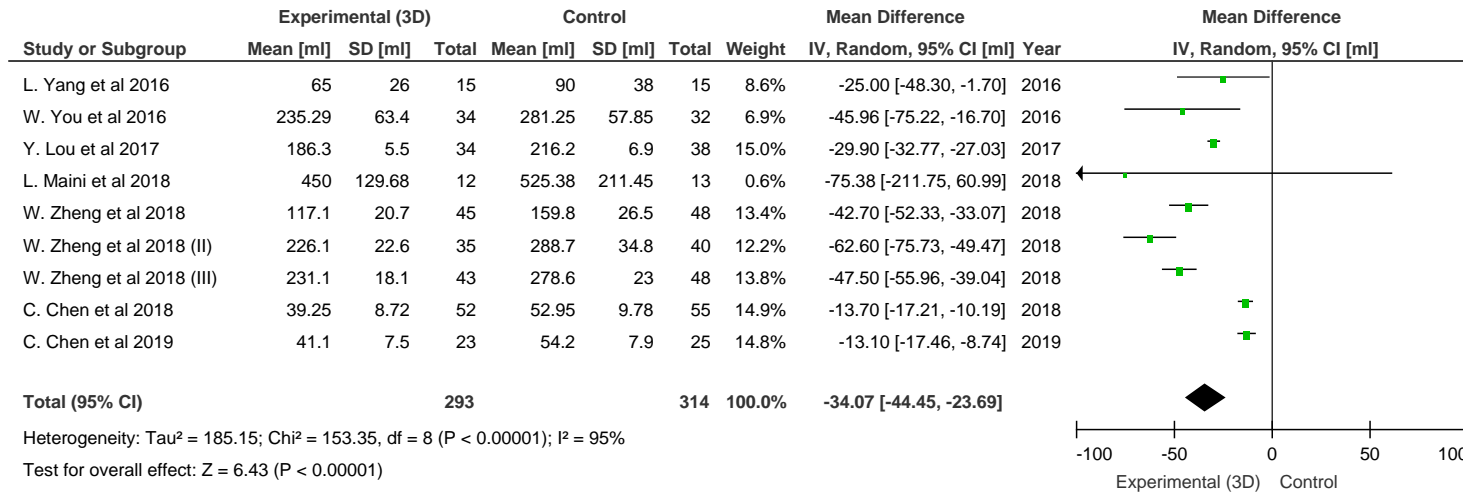 Experimental (3D) Control Mean Difference Mean Difference
Study or Subgroup Mean [ml] SD [ml] Total Mean [ml] SD [ml] Total Weight IV, Random, 95% CI [ml] Year IV, Random, 95% CI [ml]
L. Yang et al 2016 65 26 15 90 38 15 8.6% -25.00 [-48.30, -1.70] 2016
W. You et al 2016 235.29 63.4 34 281.25 57.85 32 6.9% -45.96 [-75.22, -16.70] 2016
Y. Lou et al 2017 186.3 5.5 34 216.2 6.9 38 15.0% -29.90 [-32.77, -27.03] 2017
L. Maini et al 2018 450 129.68 12 525.38 211.45 13 0.6% -75.38 [-211.75, 60.99] 2018
W. Zheng et al 2018 117.1 20.7 45 159.8 26.5 48 13.4% -42.70 [-52.33, -33.07] 2018
W. Zheng et al 2018 (II) 226.1 22.6 35 288.7 34.8 40 12.2% -62.60 [-75.73, -49.47] 2018
W. Zheng et al 2018 (III) 231.1 18.1 43 278.6 23 48 13.8% -47.50 [-55.96, -39.04] 2018
C. Chen et al 2018 39.25 8.72 52 52.95 9.78 55 14.9% -13.70 [-17.21, -10.19] 2018
C. Chen et al 2019 41.1 7.5 23 54.2 7.9 25 14.8% -13.10 [-17.46, -8.74] 2019
Total (95% CI) 293 314 100.0% -34.07 [-44.45, -23.69]
Heterogeneity: Tau² = 185.15; Chi² = 153.35, df = 8 (P < 0.00001); I² = 95%
Test for overall effect: Z = 6.43 (P < 0.00001)
-100 -50 0 50 100
Experimental (3D) Control